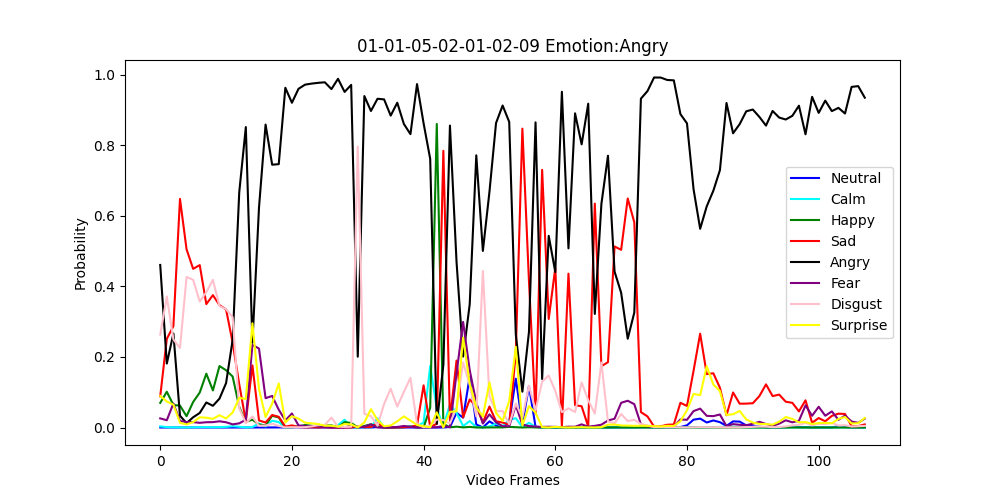 01-01-05-02-01-02-09 Emotion:Angry
1.0
0.8
0.6
0.4
0.2
0.0
Probability
0
20
40
60
80
100
Video Frames
Neutral
Calm
Happy
Sad
Angry
Fear
Disgust
Surprise